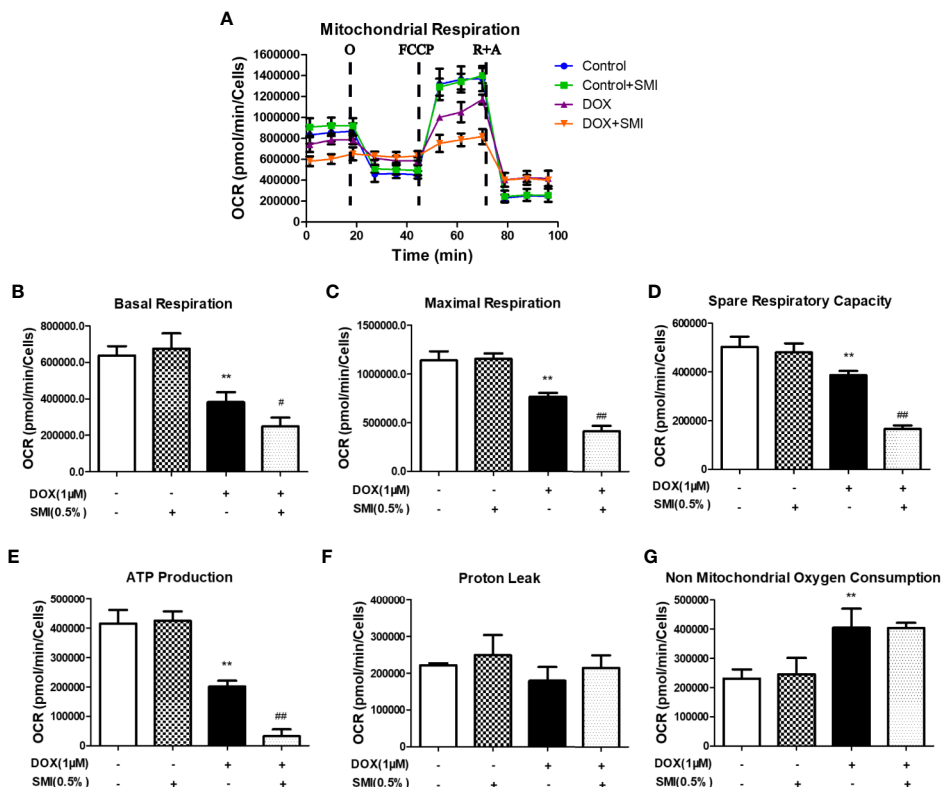 A
Mitochondrial Respiration
O FCCP R+A
OCR (pmol/min/Cells)
1600000
1400000
1200000
1000000
800000
600000
400000
200000
0
0 20 40 60 80 100
Time (min)
Control
Control+SMI
DOX
DOX+SMI
B
Basal Respiration
OCR (pmol/min/Cells)
800000.0
600000.0
400000.0
200000.0
0.0
**
#
DOX(1μM) - - + +
SMI(0.5%) - + - +
C
Maximal Respiration
OCR (pmol/min/Cells)
1500000.0
1000000.0
500000.0
0.0
**
##
DOX(1μM) - - + +
SMI(0.5%) - + - +
D
Spare Respiratory Capacity
OCR (pmol/min/Cells)
600000
400000
200000
0
**
##
DOX(1μM) - - + +
SMI(0.5%) - + - +
E
ATP Production
OCR (pmol/min/Cells)
500000
400000
300000
200000
100000
0
**
##
DOX(1μM) - - + +
SMI(0.5%) - + - +
F
Proton Leak
OCR (pmol/min/Cells)
400000
300000
200000
100000
0
DOX(1μM) - - + +
SMI(0.5%) - + - +
G
Non Mitochondrial Oxygen Consumption
OCR (pmol/min/Cells)
500000
400000
300000
200000
100000
0
**
DOX(1μM) - - + +
SMI(0.5%) - + - +